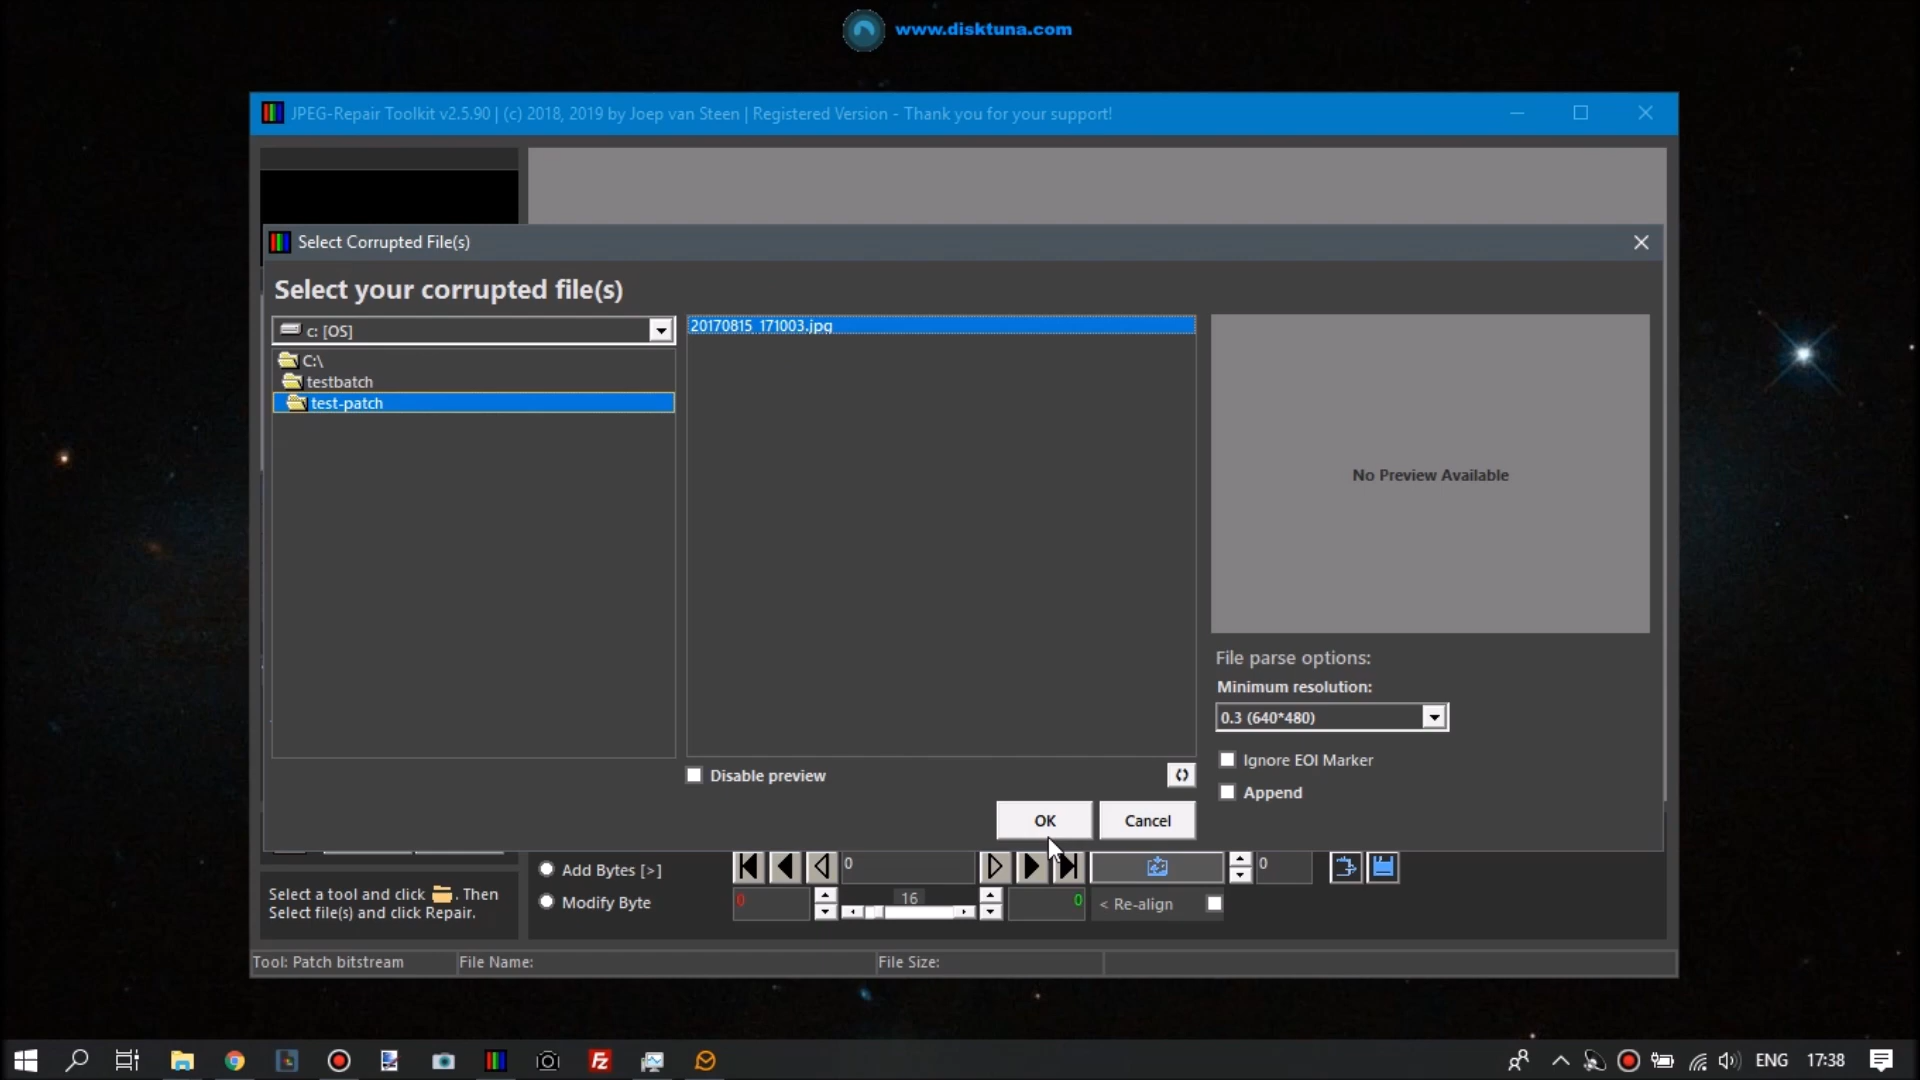 www.disktuna.com
JPEG-Repair Toolkit v2.5.90 | (c) 2018, 2019 by Joep van Steen | Registered Version - Thank you for your support!
Select Corrupted File(s)
Select your corrupted file(s)
c: [OS]
C:\
testbatch
test-patch
20170815_171003.jpg
No Preview Available
File parse options:
Minimum resolution:
0.3 (640*480)
Ignore EOI Marker
Append
Disable preview
OK
Cancel
Add Bytes [>]
0
0
Modify Byte
0
16
0
< Re-align
Select a tool and click . Then
Select file(s) and click Repair.
Tool: Patch bitstream
File Name:
File Size:
ENG
17:38